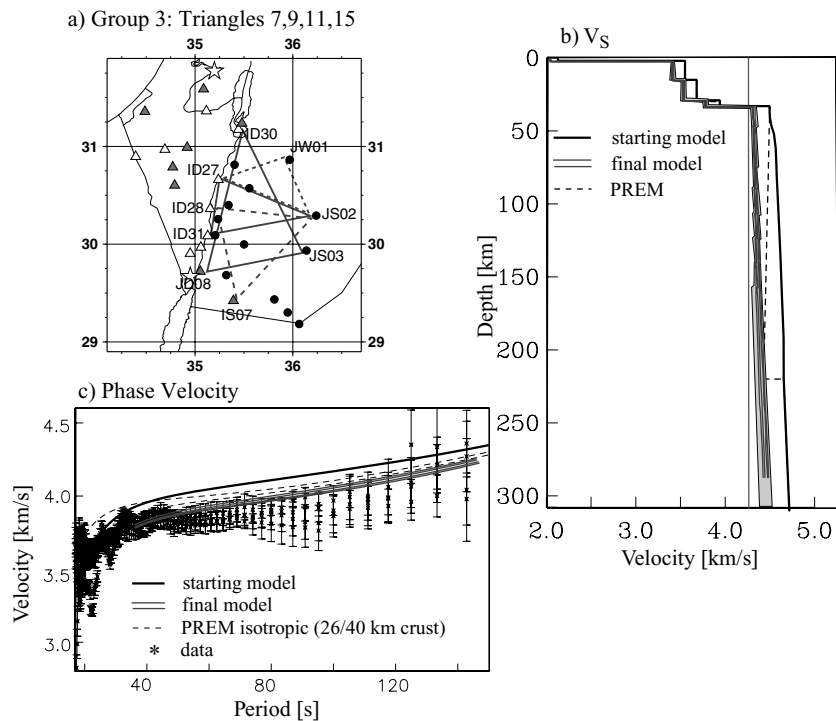 a) Group 3: Triangles 7,9,11,15
35 36
31 31
30 30
29 29
35 36
ID30
JW01
ID27
ID28
JS02
ID31
JS03
JD08
IS07
b) V_S
0
50
100
150
200
250
300
Depth [km]
2.0 3.0 4.0 5.0
Velocity [km/s]
starting model
final model
PREM
c) Phase Velocity
4.5
4.0
3.5
3.0
Velocity [km/s]
starting model
final model
PREM isotropic (26/40 km crust)
* data
40 60 80 100 120
Period [s]